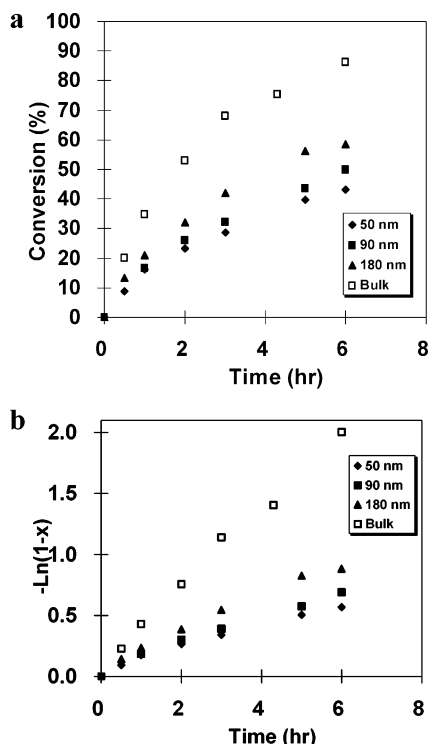 a
100
90
80
70
60
50
40
30
20
10
0
Conversion (%)
50 nm
90 nm
180 nm
Bulk
0 2 4 6 8
Time (hr)
b
2.0
1.5
1.0
0.5
0.0
-Ln(1-x)
50 nm
90 nm
180 nm
Bulk
0 2 4 6 8
Time (hr)